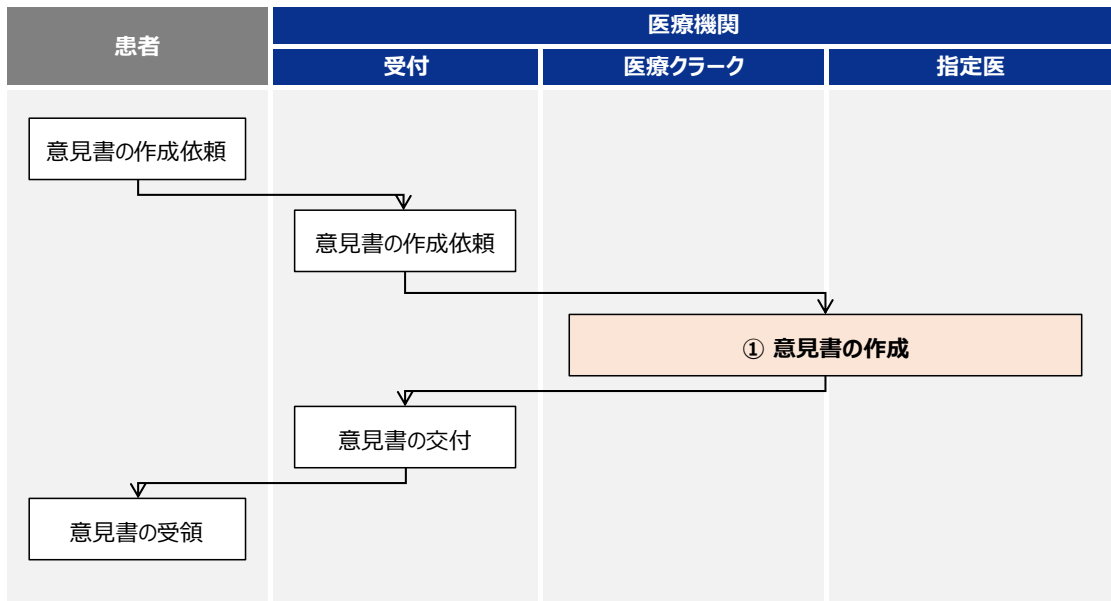 患者
医療機関
受付
医療クラーク
指定医
意見書の作成依頼
意見書の作成依頼
① 意見書の作成
意見書の交付
意見書の受領